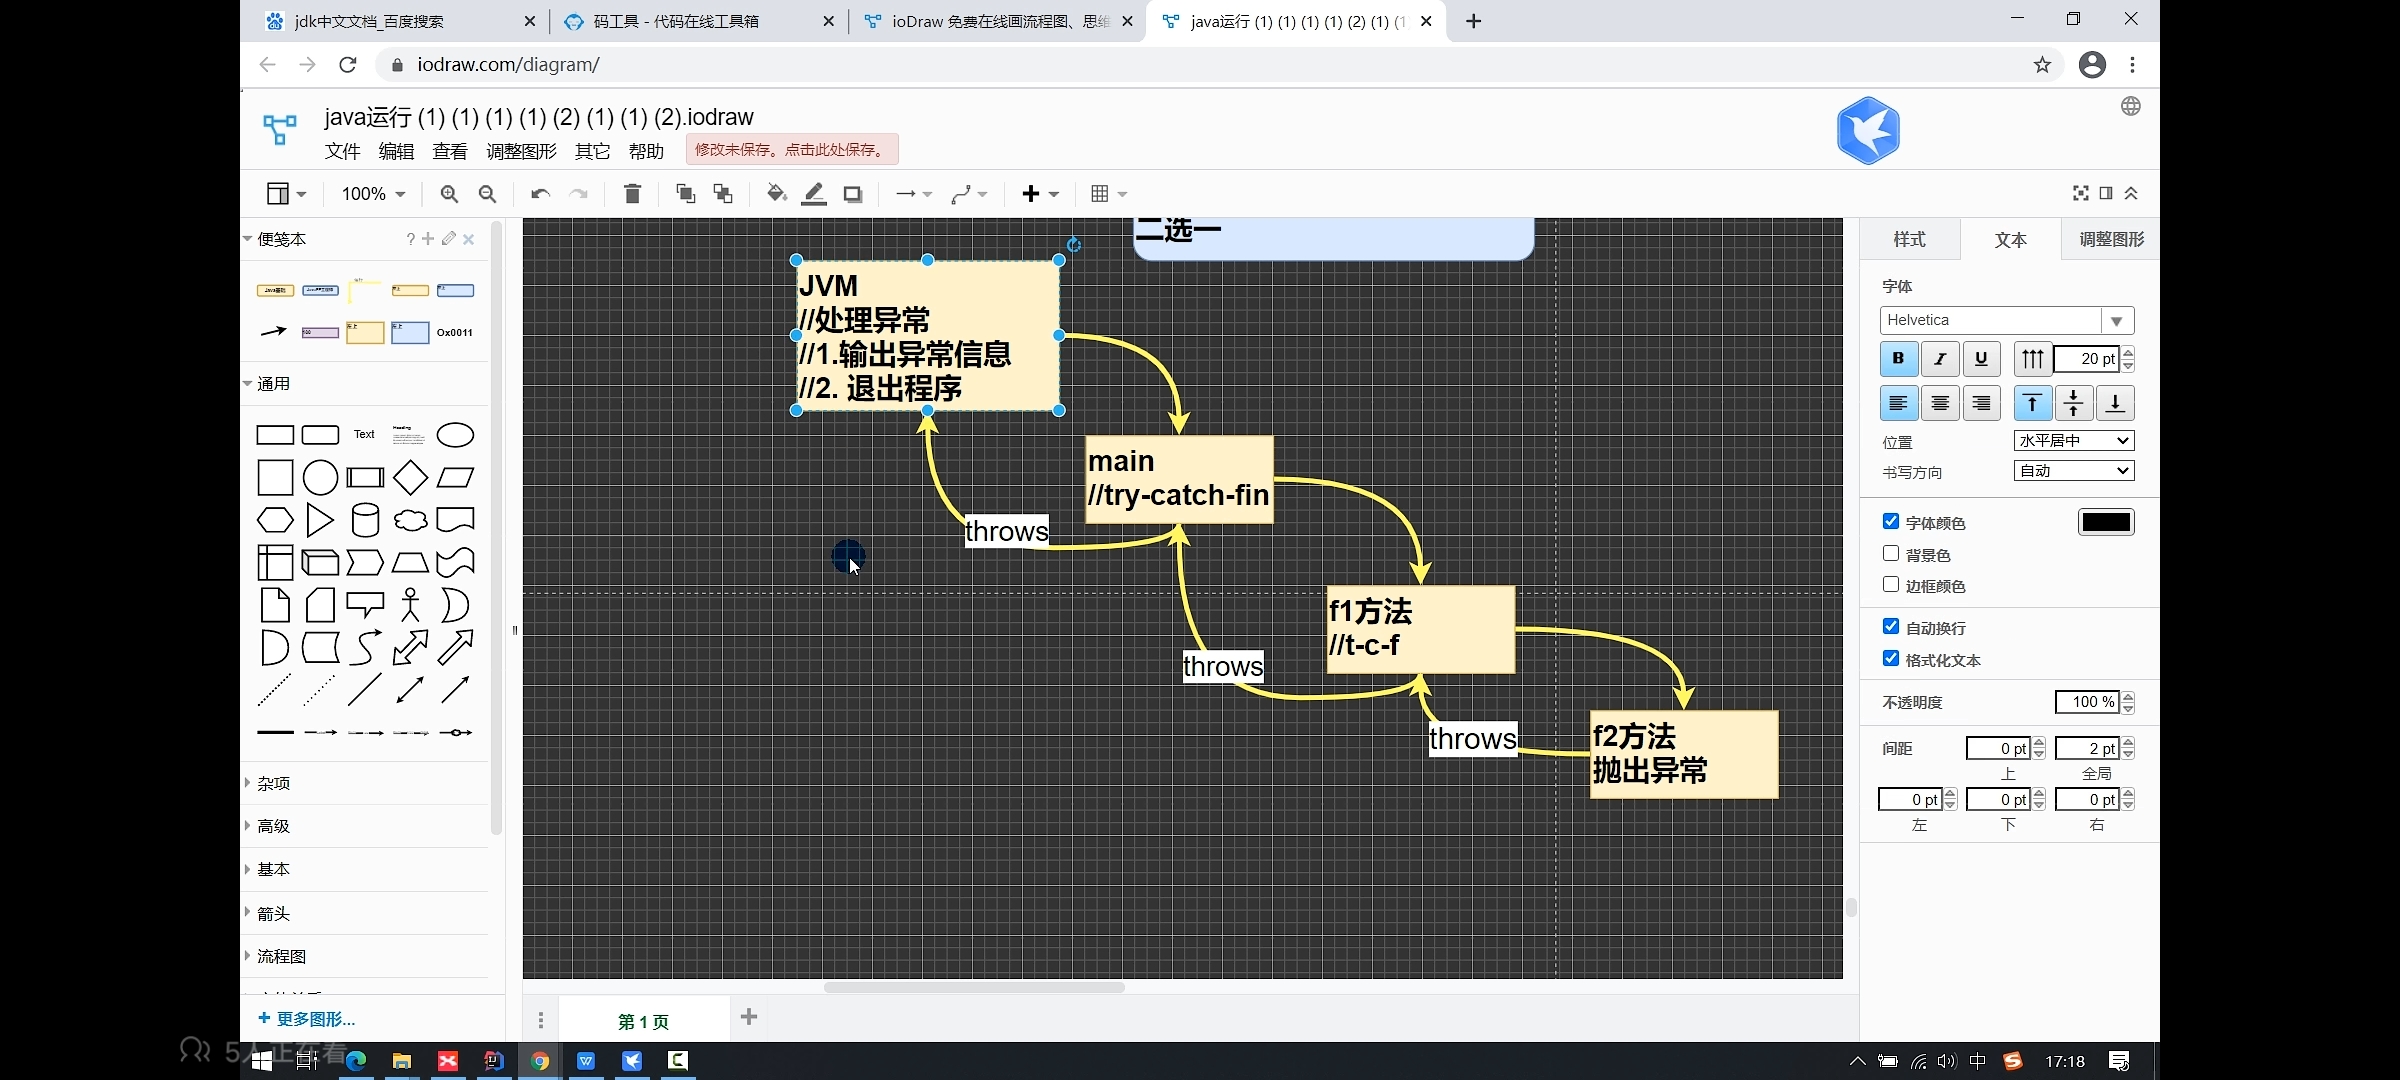 jdk中文文档_百度搜索
码工具 - 代码在线工具箱
ioDraw 免费在线画流程图、思维
java运行 (1) (1) (1) (1) (2) (1) (1
iodraw.com/diagram/
java运行 (1) (1) (1) (1) (2) (1) (1) (2).iodraw
文件 编辑 查看 调整图形 其它 帮助
修改未保存。点击此处保存。
100%
便笺本
?
Java基础
100
左上
左上
Ox0011
通用
Text
Heading
杂项
高级
基本
箭头
流程图
更多图形...
二选一
JVM
//处理异常
//1.输出异常信息
//2. 退出程序
main
//try-catch-fin
throws
f1方法
//t-c-f
throws
f2方法
抛出异常
throws
第 1 页
样式
文本
调整图形
字体
Helvetica
B I U
20 pt
位置
水平居中
书写方向
自动
字体颜色
背景色
边框颜色
自动换行
格式化文本
不透明度
100 %
间距
0 pt
2 pt
上
全局
0 pt
0 pt
0 pt
左
下
右
5人正在看
中
17:18